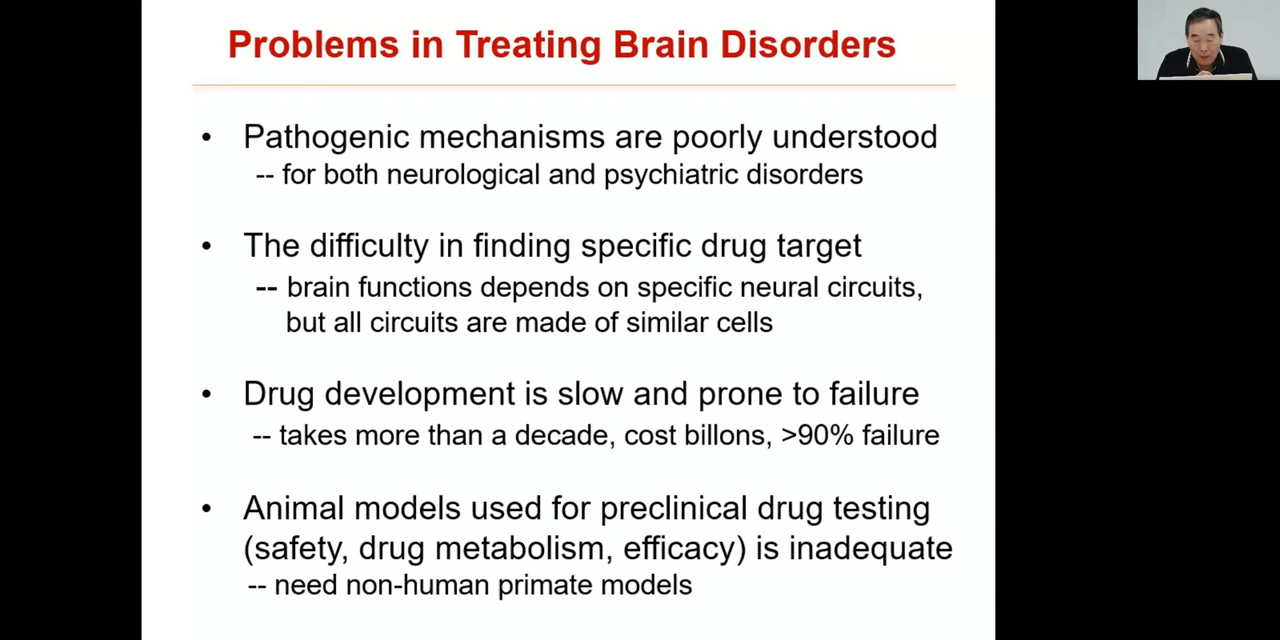 Problems in Treating Brain Disorders
• Pathogenic mechanisms are poorly understood
-- for both neurological and psychiatric disorders
• The difficulty in finding specific drug target
-- brain functions depends on specific neural circuits,
but all circuits are made of similar cells
• Drug development is slow and prone to failure
-- takes more than a decade, cost billons, >90% failure
• Animal models used for preclinical drug testing
(safety, drug metabolism, efficacy) is inadequate
-- need non-human primate models